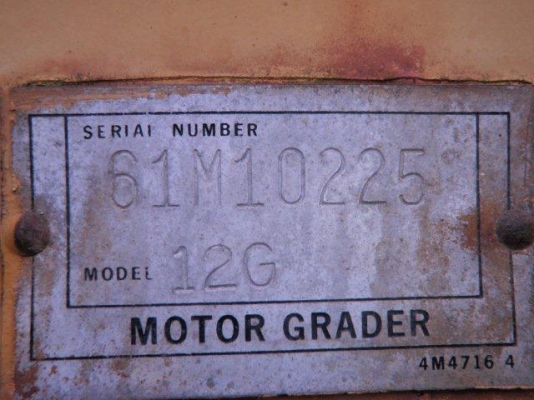 SERIAL NUMBER
61M10225
MODEL 12G
MOTOR GRADER
4M4716 4